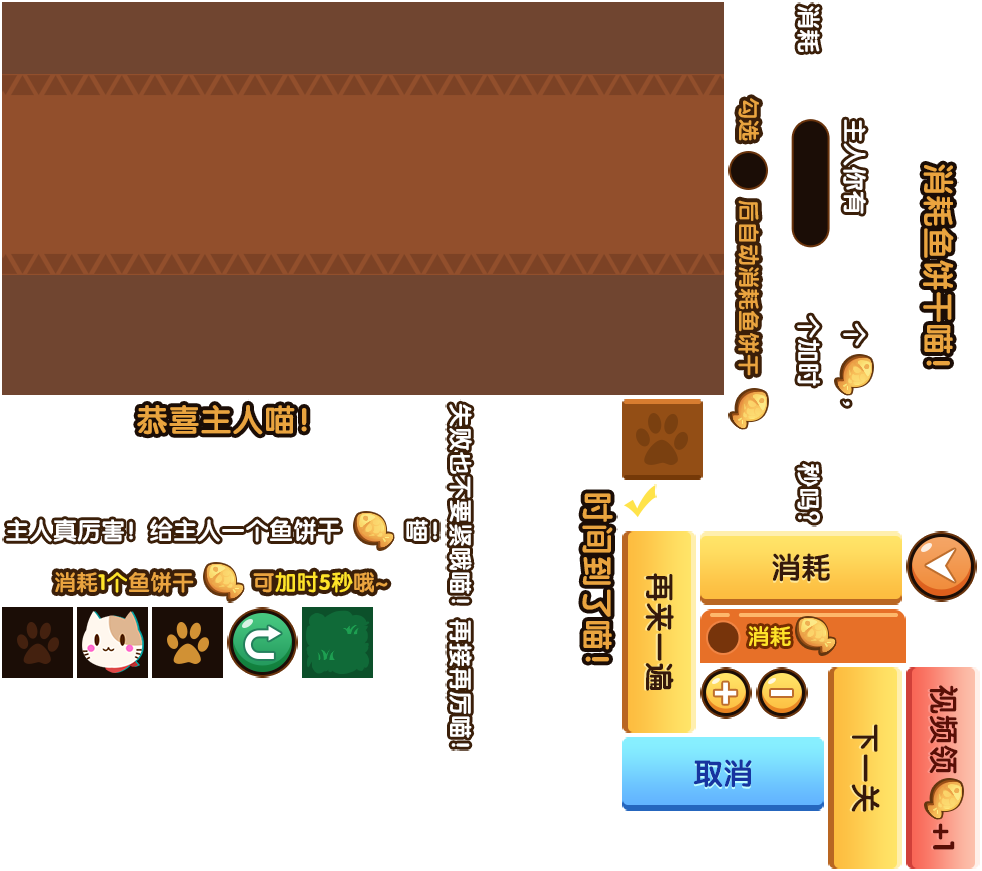 消耗
勾选
后自动消耗鱼饼干
主人你有
个
,
个加时
秒吗?
消耗鱼饼干喵!
恭喜主人喵!
主人真厉害!给主人一个鱼饼干
喵!
消耗1个鱼饼干
可加时5秒哦~
失败也不要紧哦喵!再接再厉喵!
时间到了喵!
再来一遍
消耗
消耗
取消
下一关
视频领
+1